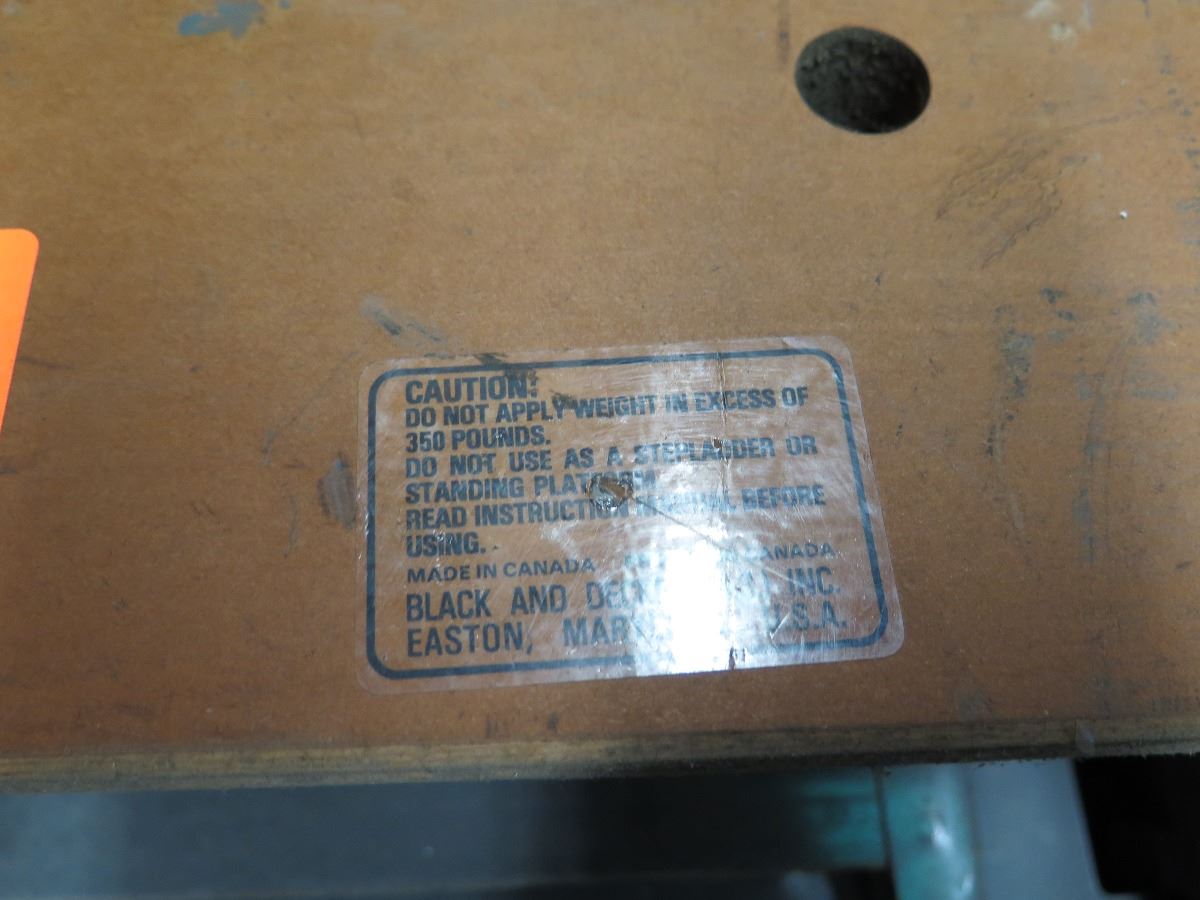 CAUTION:
DO NOT APPLY WEIGHT IN EXCESS OF
350 POUNDS.
DO NOT USE AS A STEPLADDER OR
STANDING PLATFORM
READ INSTRUCTION MANUAL BEFORE
USING.
MADE IN CANADA CANADA
BLACK AND INC.
EASTON, U.S.A.